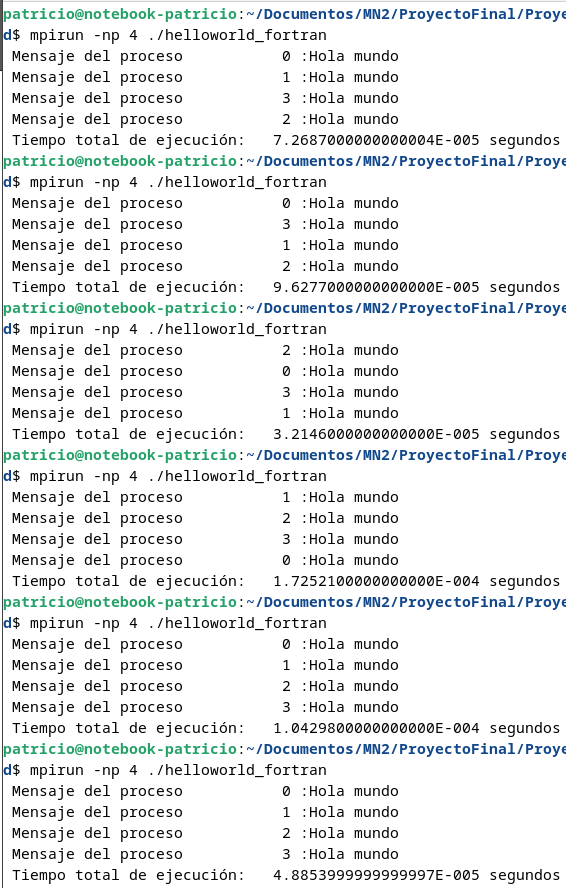 patricio@notebook-patricio:~/Documentos/MN2/ProyectoFinal/Proye
d$ mpirun -np 4 ./helloworld_fortran
Mensaje del proceso 0 :Hola mundo
Mensaje del proceso 1 :Hola mundo
Mensaje del proceso 3 :Hola mundo
Mensaje del proceso 2 :Hola mundo
Tiempo total de ejecución: 7.2687000000000004E-005 segundos
patricio@notebook-patricio:~/Documentos/MN2/ProyectoFinal/Proye
d$ mpirun -np 4 ./helloworld_fortran
Mensaje del proceso 0 :Hola mundo
Mensaje del proceso 3 :Hola mundo
Mensaje del proceso 1 :Hola mundo
Mensaje del proceso 2 :Hola mundo
Tiempo total de ejecución: 9.6277000000000000E-005 segundos
patricio@notebook-patricio:~/Documentos/MN2/ProyectoFinal/Proye
d$ mpirun -np 4 ./helloworld_fortran
Mensaje del proceso 2 :Hola mundo
Mensaje del proceso 0 :Hola mundo
Mensaje del proceso 3 :Hola mundo
Mensaje del proceso 1 :Hola mundo
Tiempo total de ejecución: 3.2146000000000000E-005 segundos
patricio@notebook-patricio:~/Documentos/MN2/ProyectoFinal/Proye
d$ mpirun -np 4 ./helloworld_fortran
Mensaje del proceso 1 :Hola mundo
Mensaje del proceso 2 :Hola mundo
Mensaje del proceso 3 :Hola mundo
Mensaje del proceso 0 :Hola mundo
Tiempo total de ejecución: 1.7252100000000000E-004 segundos
patricio@notebook-patricio:~/Documentos/MN2/ProyectoFinal/Proye
d$ mpirun -np 4 ./helloworld_fortran
Mensaje del proceso 0 :Hola mundo
Mensaje del proceso 1 :Hola mundo
Mensaje del proceso 2 :Hola mundo
Mensaje del proceso 3 :Hola mundo
Tiempo total de ejecución: 1.0429800000000000E-004 segundos
patricio@notebook-patricio:~/Documentos/MN2/ProyectoFinal/Proye
d$ mpirun -np 4 ./helloworld_fortran
Mensaje del proceso 0 :Hola mundo
Mensaje del proceso 1 :Hola mundo
Mensaje del proceso 2 :Hola mundo
Mensaje del proceso 3 :Hola mundo
Tiempo total de ejecución: 4.8853999999999997E-005 segundos